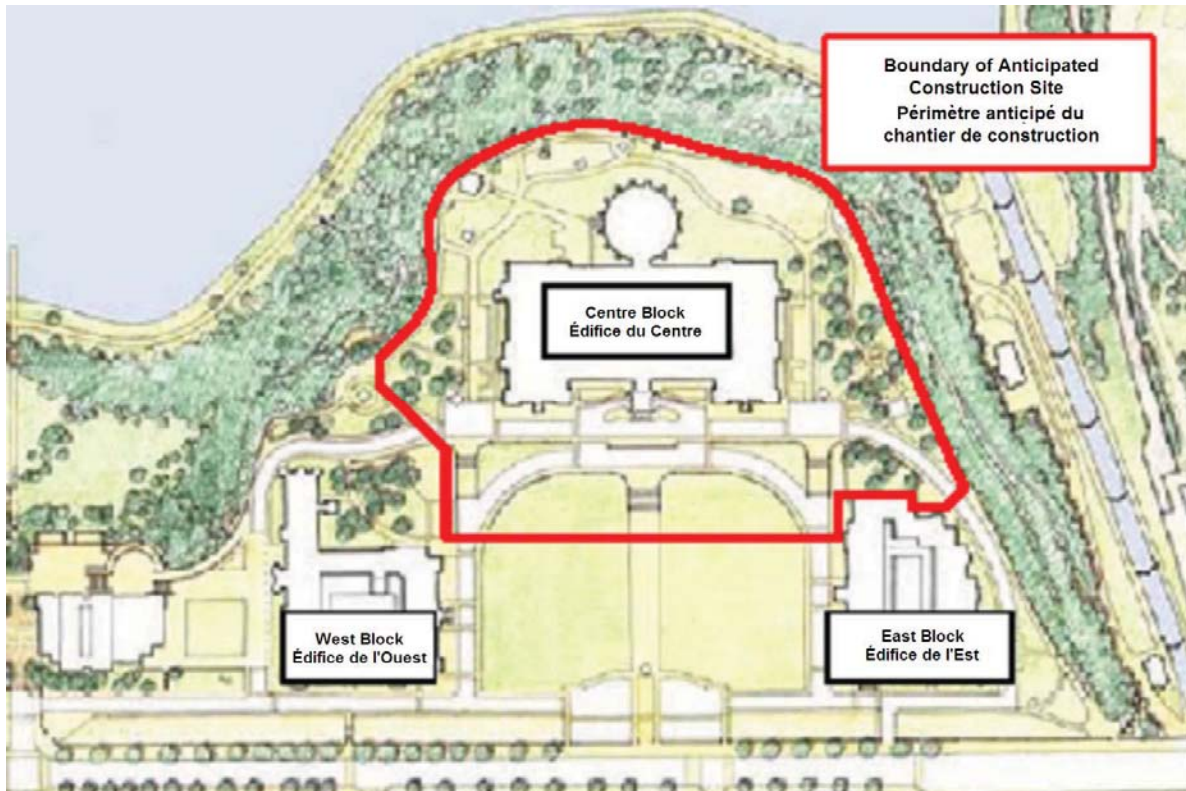 Boundary of Anticipated
Construction Site
Périmètre anticipé du
chantier de construction
Centre Block
Édifice du Centre
West Block
Édifice de l'Ouest
East Block
Édifice de l'Est